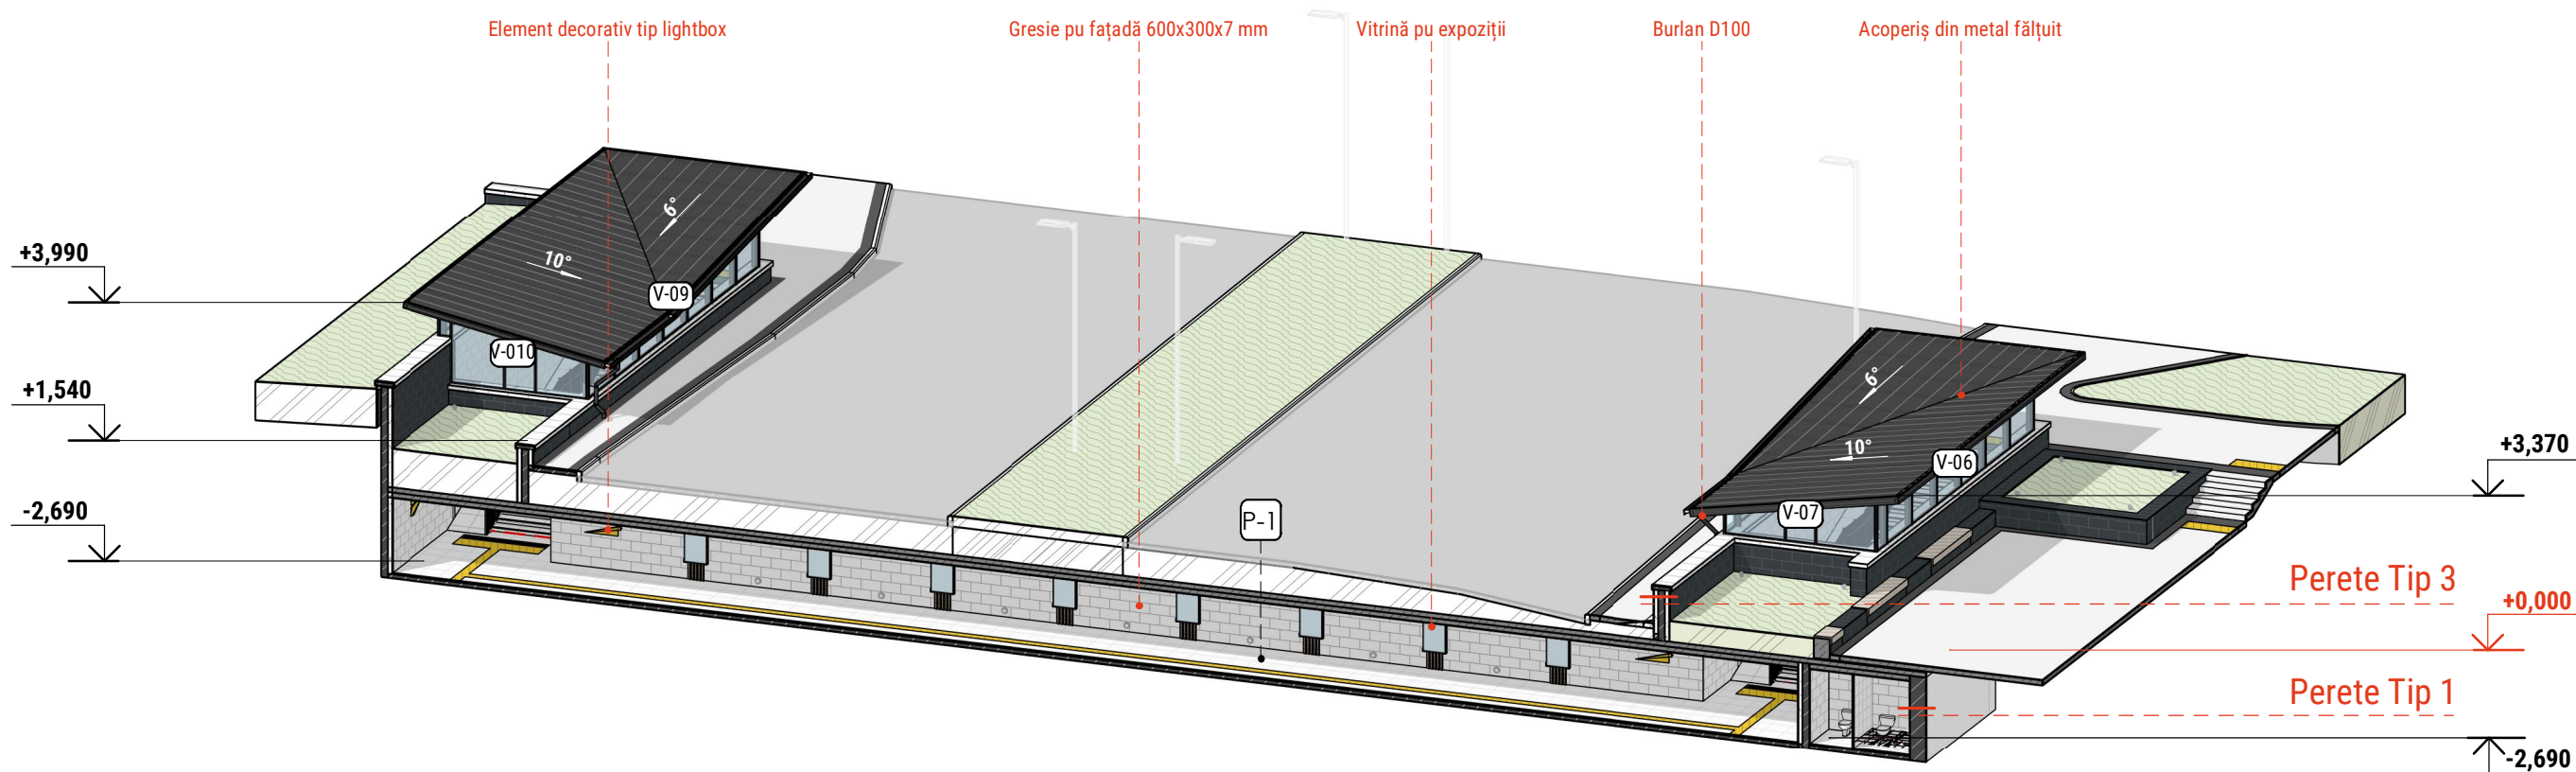 Element decorativ tip lightbox
Gresie pu fațadă 600x300x7 mm
Vitrină pu expoziții
Burlan D100
Acoperiș din metal fălțuit
6°
10°
+3,990
V-09
V-010
+1,540
-2,690
6°
10°
V-06
V-07
+3,370
P-1
Perete Tip 3
+0,000
Perete Tip 1
-2,690